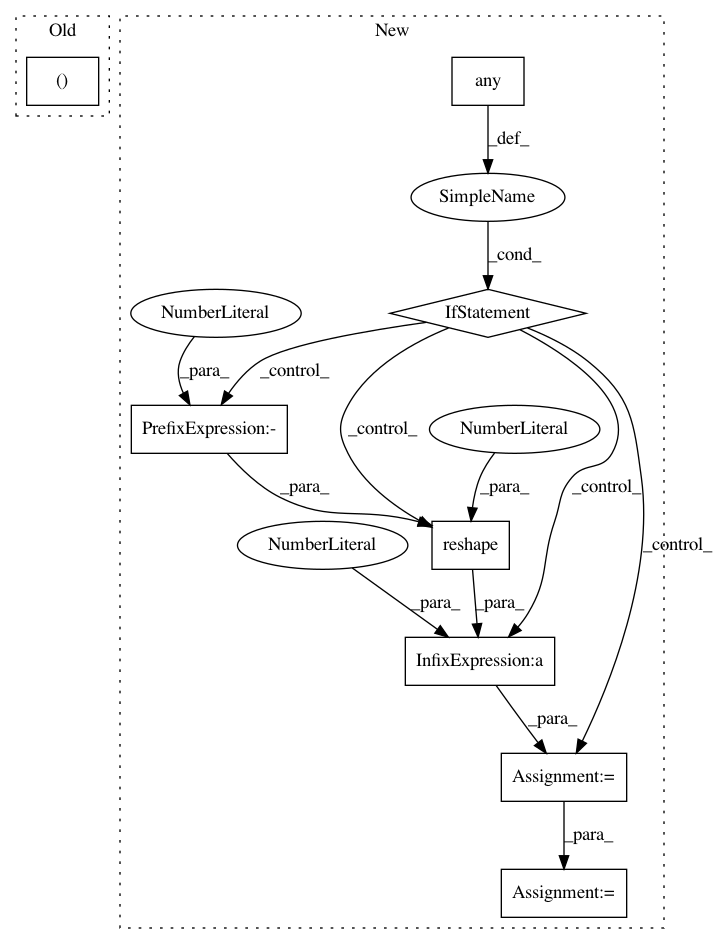 Old
New
()
any
_def_
SimpleName
_cond_
NumberLiteral
IfStatement
_para_
_control_
PrefixExpression:-
_control_
NumberLiteral
_para_
_para_
_control_
_control_
NumberLiteral
reshape
_para_
_para_
InfixExpression:a
_para_
Assignment:=
_para_
Assignment:=